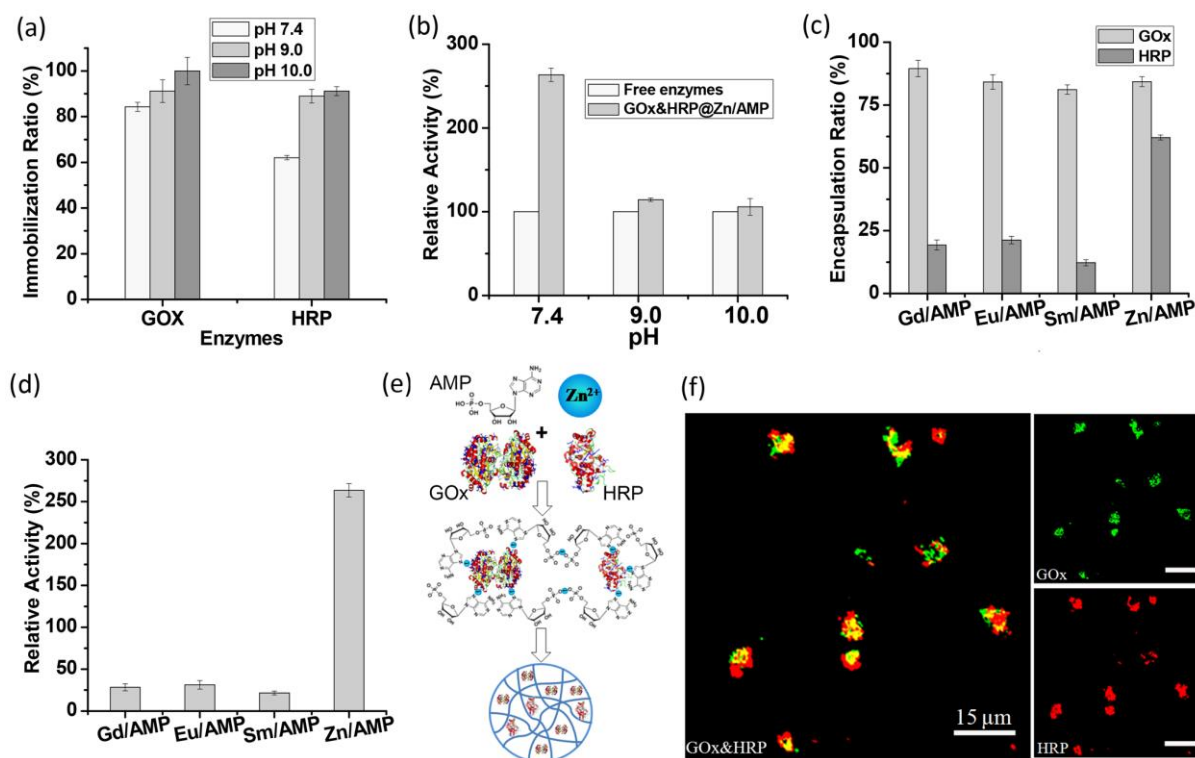 (a)
pH 7.4
pH 9.0
pH 10.0
Immobilization Ratio (%)
100
80
60
40
20
0
GOX
HRP
Enzymes
(b)
Free enzymes
GOx&HRP@Zn/AMP
Relative Activity (%)
300
200
100
0
7.4
9.0
10.0
pH
(c)
GOx
HRP
Encapsulation Ratio (%)
100
75
50
25
0
Gd/AMP
Eu/AMP
Sm/AMP
Zn/AMP
(d)
Relative Activity (%)
300
250
200
150
100
50
0
Gd/AMP
Eu/AMP
Sm/AMP
Zn/AMP
(e)
AMP
Zn²⁺
+
GOx
HRP
(f)
GOx&HRP
15 µm
GOx
HRP